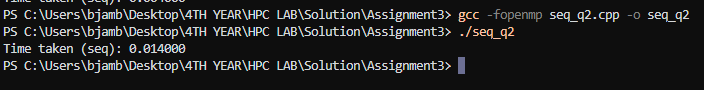 PS C:\Users\bjamb\Desktop\4TH YEAR\HPC LAB\Solution\Assignment3> gcc -fopenmp seq_q2.cpp -o seq_q2
PS C:\Users\bjamb\Desktop\4TH YEAR\HPC LAB\Solution\Assignment3> ./seq_q2
Time taken (seq): 0.014000
PS C:\Users\bjamb\Desktop\4TH YEAR\HPC LAB\Solution\Assignment3>